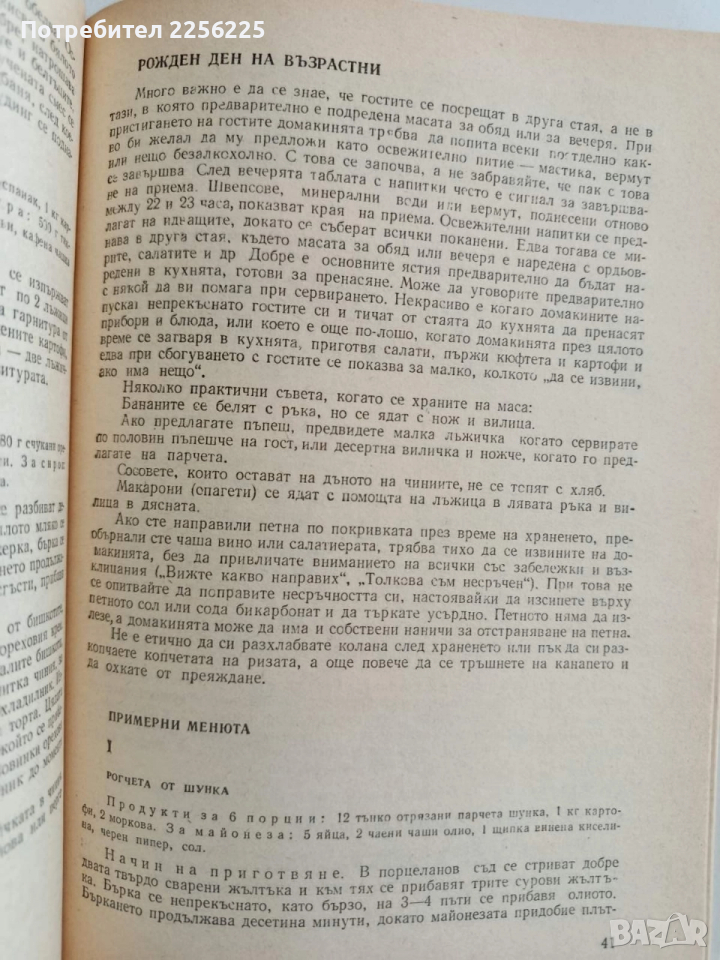 Потребител 2256225
РОЖДЕН ДЕН НА ВЪЗРАСТНИ
Много важно е да се знае, че гостите се посрещат в друга стая, а не в
тази, в която предварително е подредена масата за обяд или за вечеря. При
пристигането на гостите домакинята трябва да попита всеки поотделно как-
во би желал да му предложи като освежително питие — мастика, вермут
или нещо безалкохолно. С това се започва, а не забравяйте, че пак с това
се завършва След вечерята таблата с напитки често е сигнал за завършва-
не на приема. Швепсове, минерални води или вермут, поднесени отново
между 22 и 23 часа, показват края на приема. Освежителни напитки се пред-
лагат на идващите, докато се съберат всички поканени. Едва тогава се ми-
нава в друга стая, където масата за обяд или вечеря е наредена с ордьов-
рите, салатите и др Добре е основните ястия предварително да бъдат на-
редени в кухнята, готови за пренасяне. Може да уговорите предварително
с някой да ви помага при сервирането. Некрасиво е когато домакините на-
пускат непрекъснато гостите си и тичат от стаята до кухнята да пренасят
прибори и блюда, или което е още по-лошо, когато домакинята през цялото
време се затваря в кухнята, приготвя салати, пържи кюфтета и картофи и
едва при сбогуването с гостите се показва за малко, колкото „да се извини,
ако има нещо“.
Няколко практични съвета, когато се храните на маса:
Бананите се белят с ръка, но се ядат с нож и вилица.
Ако предлагате пъпеш, предвидете малка лъжичка когато сервирате
по половин пъпешче на гост, или десертна виличка и ножче, когато го пред-
лагате на парчета.
Сосовете, които остават на дъното на чиниите, не се топят с хляб.
Макарони (спагети) се ядат с помощта на лъжица в лявата ръка и ви-
лица в дясната.
Ако сте направили петна по покривката през време на храненето, пре-
обърнали сте чаша вино или салатиерата, трябва тихо да се извините на до-
макинята, без да привличате вниманието на всички със забележки и въз-
клицания („Вижте какво направих“, „Толкова съм несръчен“). При това не
се опитвайте да поправите несръчността си, настоявайки да изсипете върху
петното сол или сода бикарбонат и да търкате усърдно. Петното няма да из-
лезе, а домакинята може да има и собствени начини за отстраняване на петна.
Не е етично да си разхлабвате колана след храненето или пък да си раз-
копчаете копчетата на ризата, а още повече да се тръшнете на канапето и
да охкате от преяждане.
ПРИМЕРНИ МЕНЮТА
I
РОГЧЕТА ОТ ШУНКА
Продукти за 6 порции: 12 тънко отрязани парчета шунка, 1 кг карто-
фи, 2 моркова. За майонеза: 5 яйца, 2 чаени чаши олио, 1 щипка винена кисели-
на, черен пипер, сол.
Начин на приготвяне. В порцеланов съд се стриват добре
двата твърдо сварени жълтъка и към тях се прибавят трите сурови жълтъ-
ка. Бърка се непрекъснато, като бързо, на 3—4 пъти се прибавя олиото.
Бъркането продължава десетина минути, докато майонезата придобие плът-
41
BAZAR